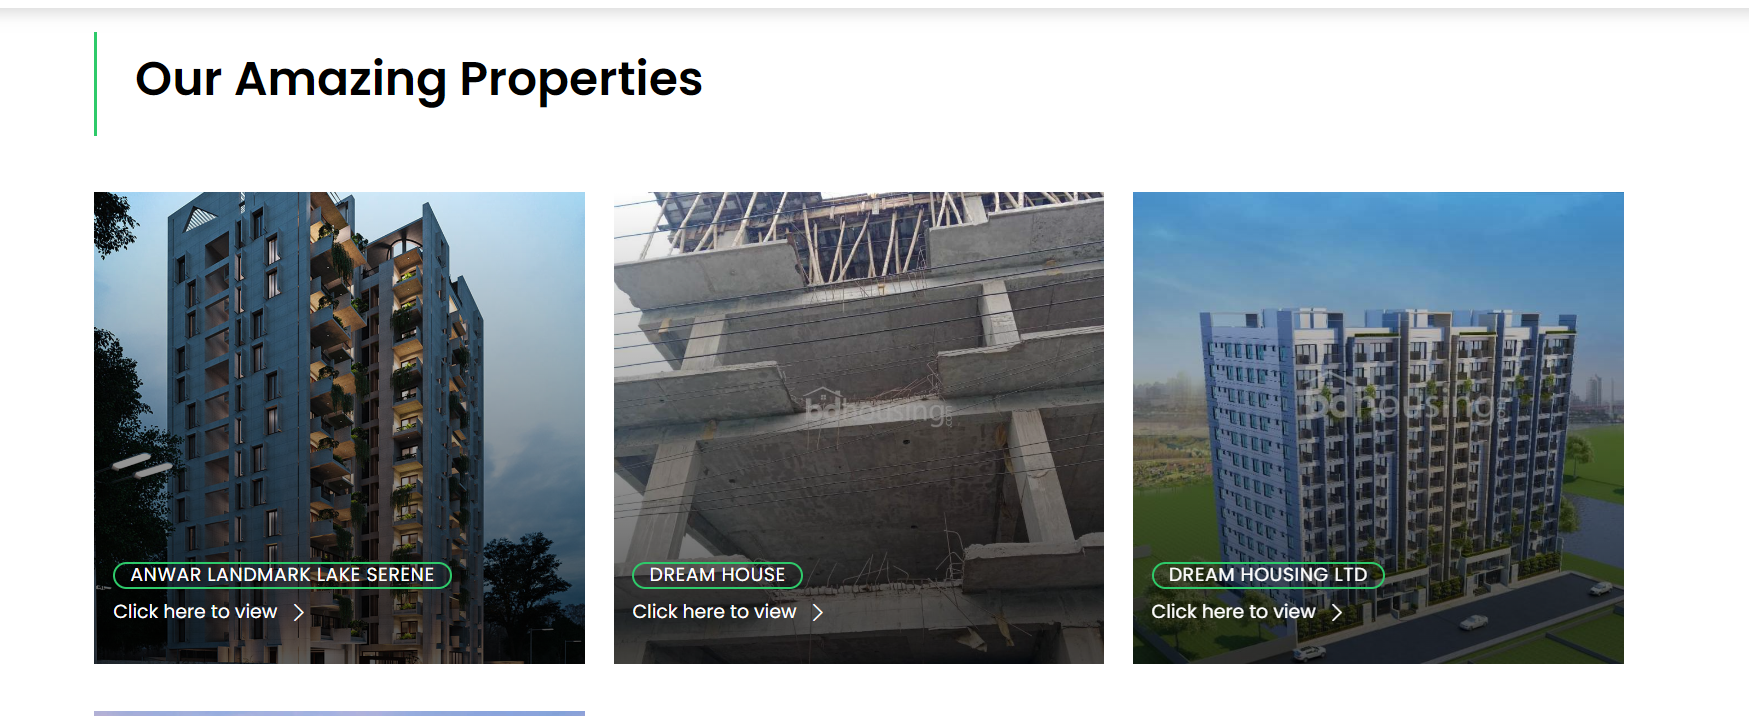 Our Amazing Properties
ANWAR LANDMARK LAKE SERENE
Click here to view
DREAM HOUSE
Click here to view
DREAM HOUSING LTD
Click here to view
bdhousing
bdhousing